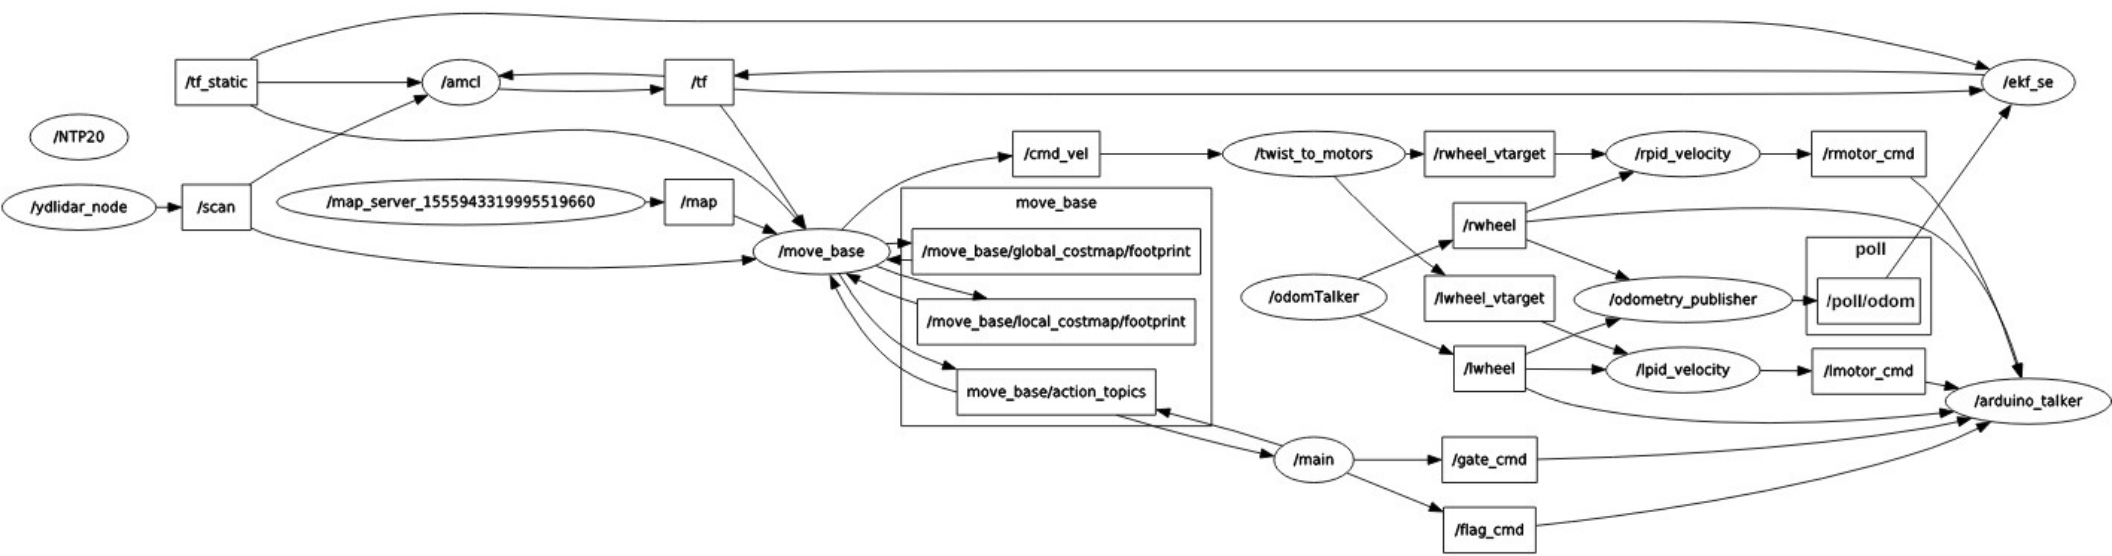 /tf_static
/amcl
/tf
/ekf_se
/NTP20
/cmd_vel
/twist_to_motors
/rwheel_vtarget
/rpid_velocity
/rmotor_cmd
/ydlidar_node
/scan
/map_server_1555943319995519660
/map
move_base
/rwheel
/move_base
/move_base/global_costmap/footprint
poll
/odomTalker
/lwheel_vtarget
/odometry_publisher
/poll/odom
/move_base/local_costmap/footprint
/lwheel
/lpid_velocity
/lmotor_cmd
move_base/action_topics
/arduino_talker
/main
/gate_cmd
/flag_cmd